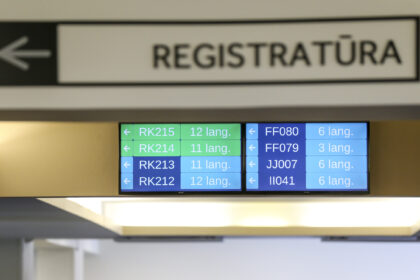 REGISTRATŪRA
RK215 12 lang.
RK214 11 lang.
RK213 11 lang.
RK212 12 lang.
FF080 6 lang.
FF079 3 lang.
JJ007 6 lang.
II041 6 lang.